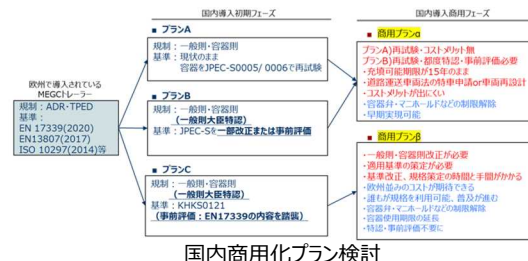 国内導入初期フェーズ
国内導入商用フェーズ
欧州で導入されている
MEGCトレーラー
規制：ADR・TPED
基準：
EN 17339(2020)
EN13807(2017)
ISO 10297(2014)等
■ プランA
規制：一般則・容器則
基準：現状のまま
容器をJPEC-S0005/ 0006で再試験
■ プランB
規制：一般則・容器則
（一般則大臣特認）
基準：JPEC-Sを一部改正または事前評価
■ プランC
規制：一般則・容器則
（一般則大臣特認）
基準：KHKS0121
（事前評価：EN17339の内容を踏襲）
■ 商用プランα
プランA)再試験・コストメリット無
プランB)再試験・都度特認・事前評価必要
・充填可能期限が15年のまま
・道路運送車両法の特車申請or車両再設計
・コストメリットが出にくい
・容器弁・マニホールドなどの制限解除
・早期実現可能
■ 商用プランβ
・一般則・容器則改正が必要
・適用基準の策定が必要
・基準改正、規格策定の時間と手間がかかる
・欧州並みのコストが期待できる
・誰もが規格を利用可能、普及が進む
・容器弁・マニホールドなどの制限解除
・容器使用期限の延長
・特認・事前評価不要に
国内商用化プラン検討